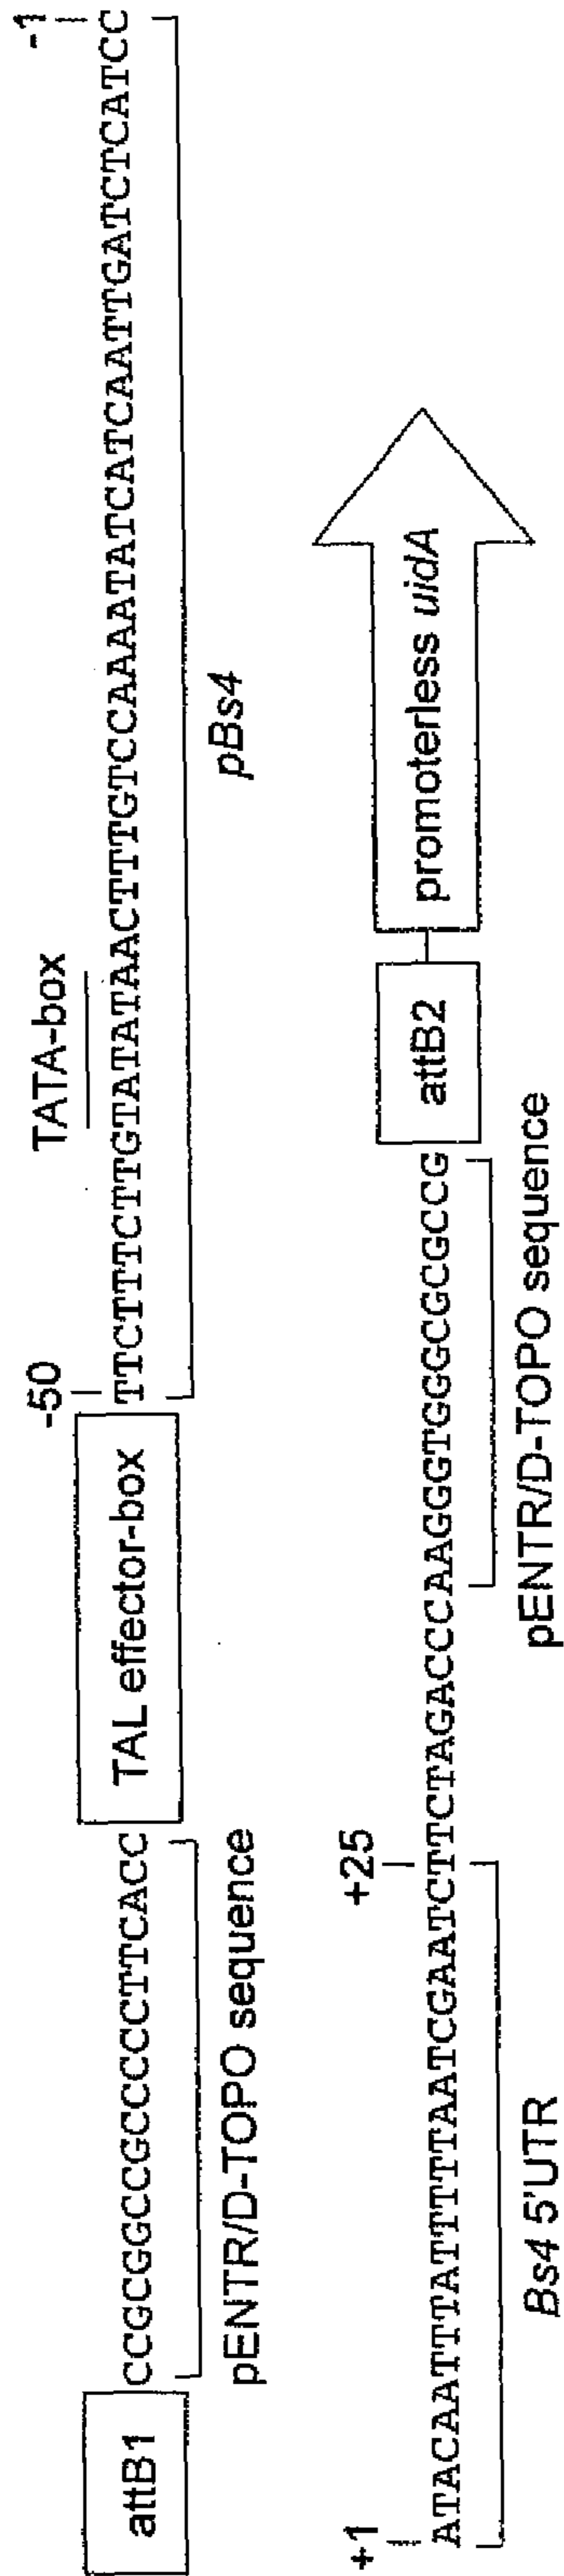 -50 TATA-box -1
attB1 CCGCGGCCGCCCCCTTCACC TAL effector-box TTCTTTCTTGTATATAACTTTGTCCAAAATATCATCAATTGATCTCATCC
pENTR/D-TOPO sequence pBs4
+1 +25
ATACAATTTATTTTTAATCGAATCTTCTAGACCCAAGGGTGGGCGCGCCG attB2 promoterless uidA
Bs4 5'UTR pENTR/D-TOPO sequence